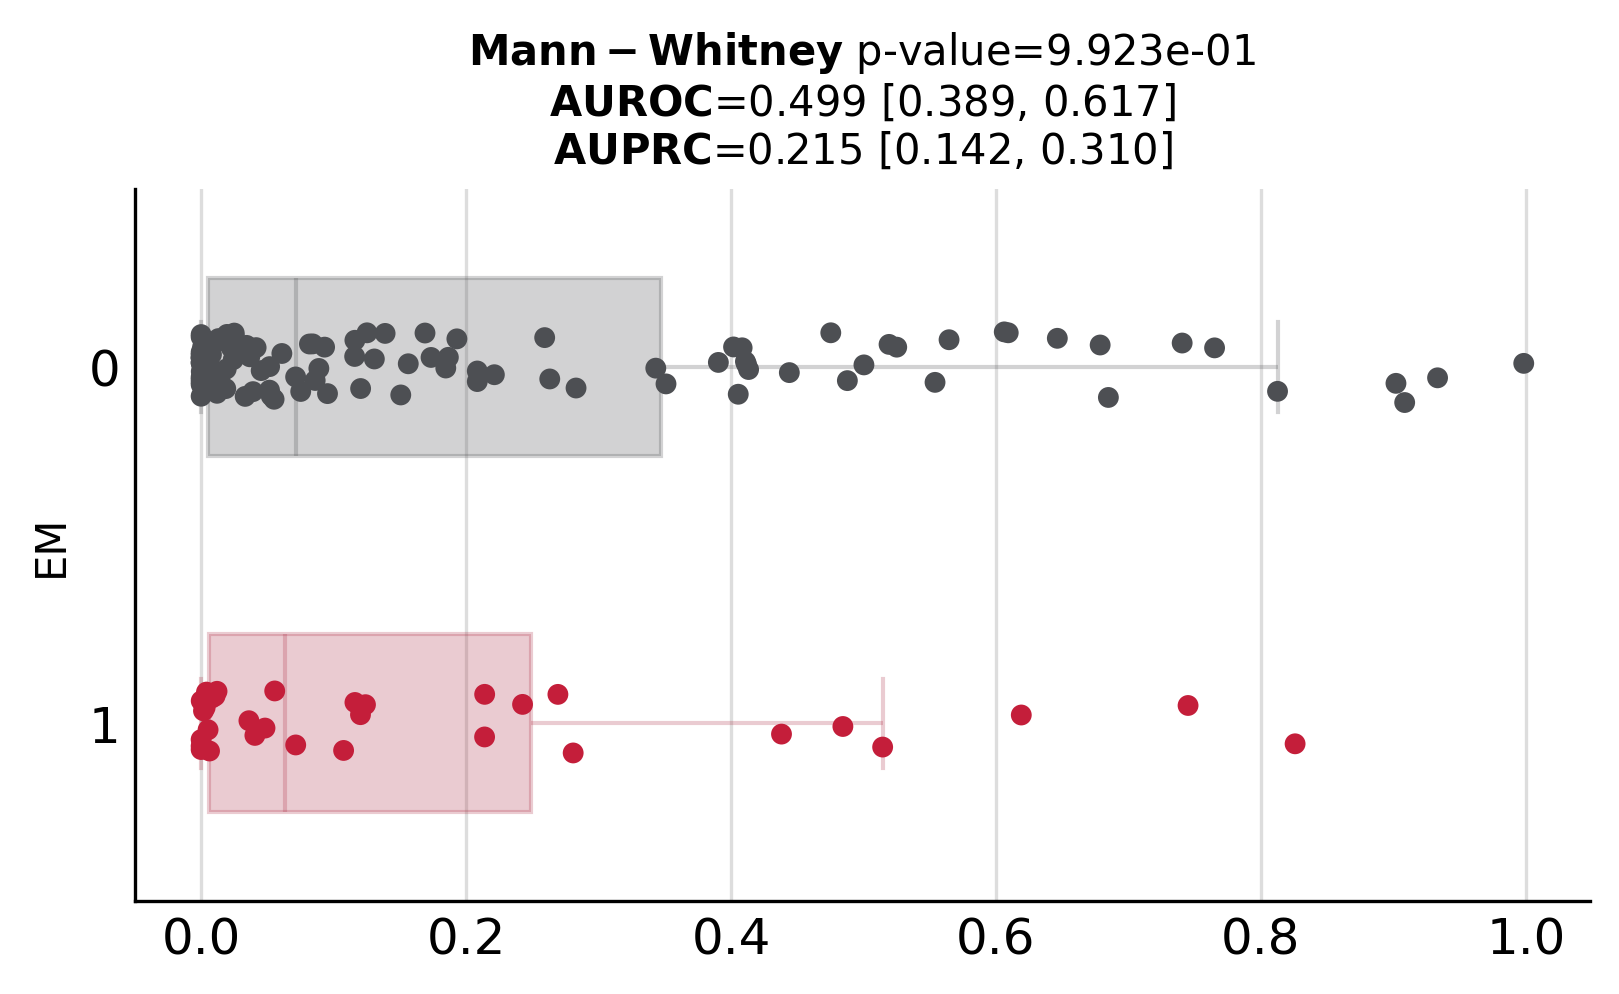 Mann−Whitney p-value=9.923e-01
AUROC=0.499 [0.389, 0.617]
AUPRC=0.215 [0.142, 0.310]
0
EM
1
0.0 0.2 0.4 0.6 0.8 1.0